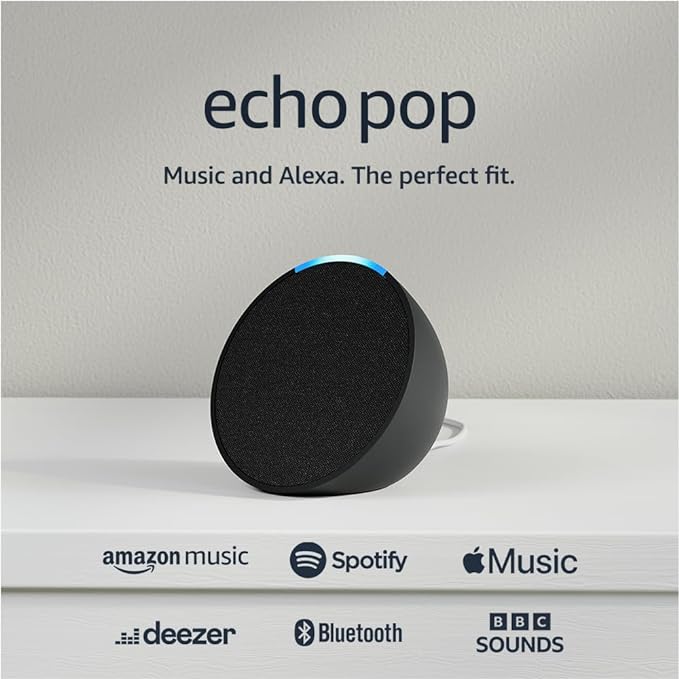 echo pop
Music and Alexa. The perfect fit.
amazon music
Spotify
Music
deezer
Bluetooth
BBC
SOUNDS